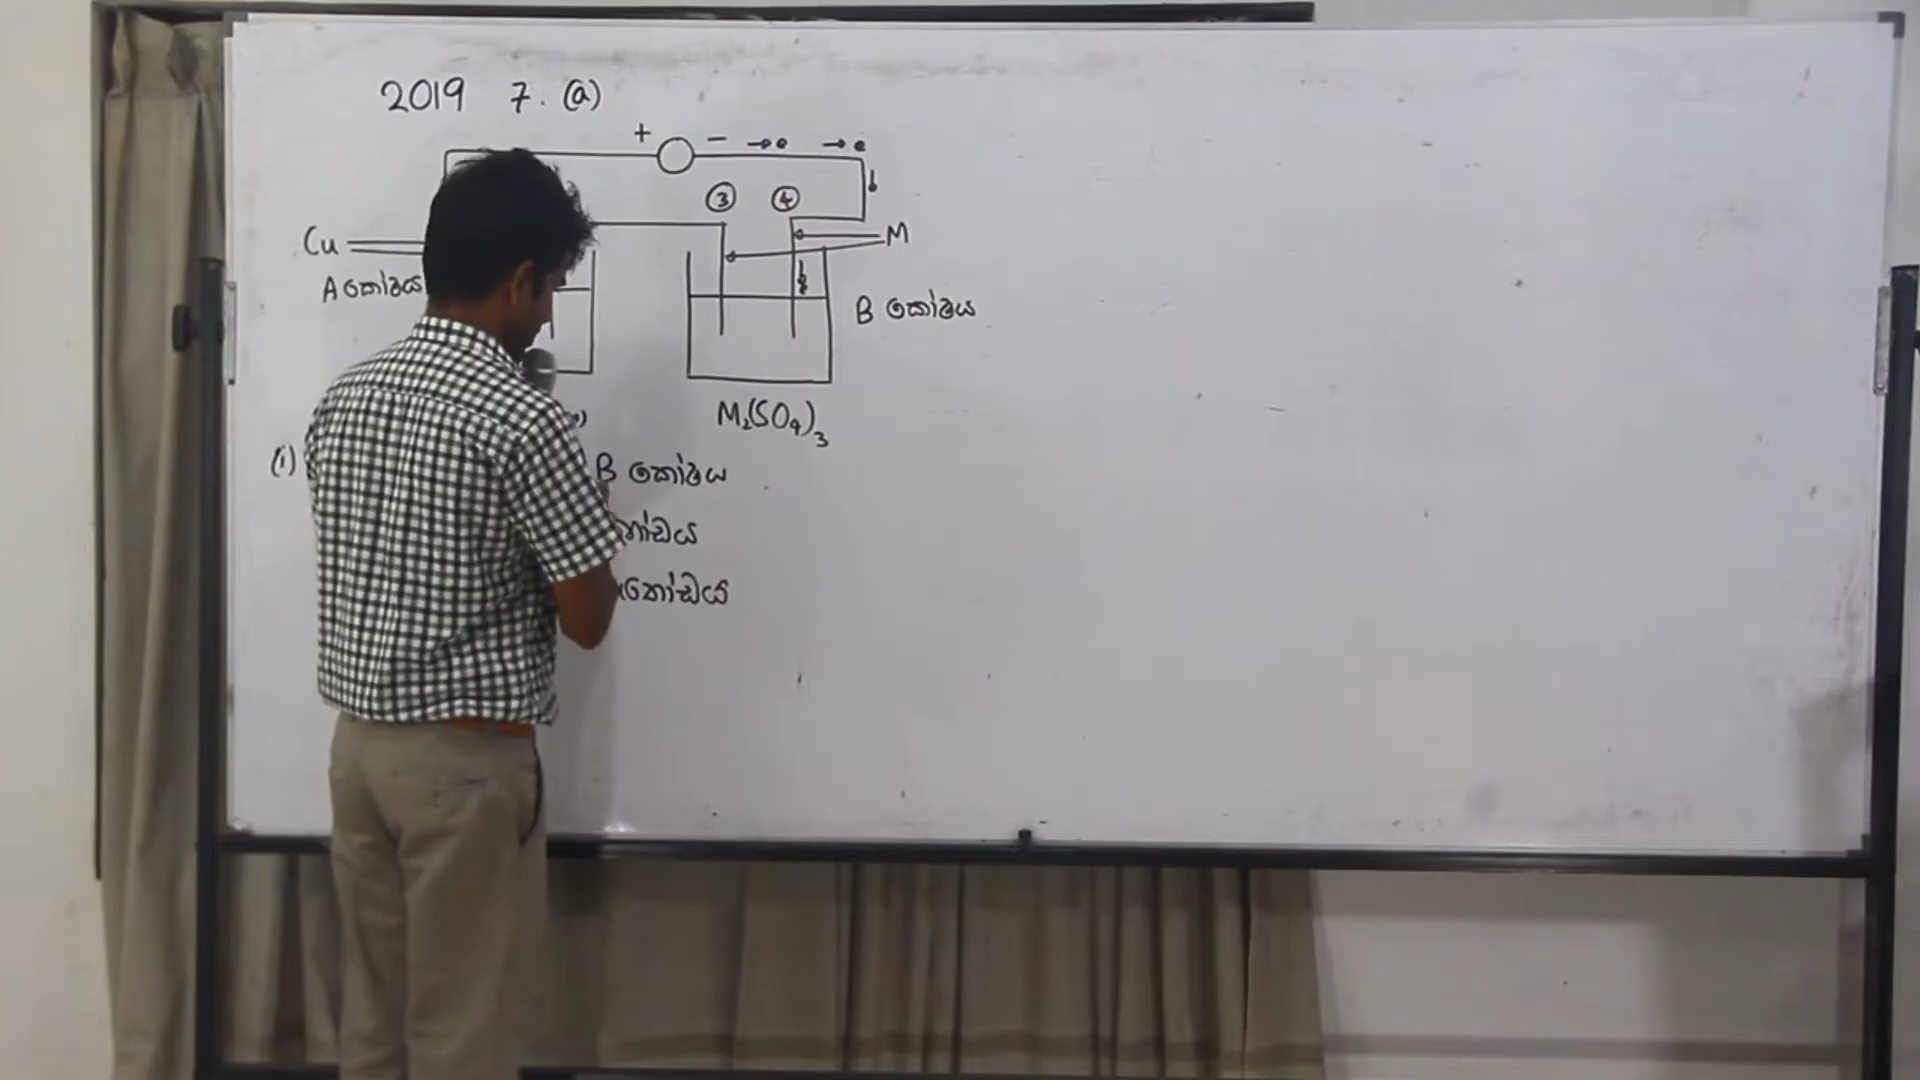 2019 7. (a)
+ − →e →e
③ ④
Cu M
A කෝෂය
B කෝෂය
M₂(SO₄)₃
(i) B කෝෂය